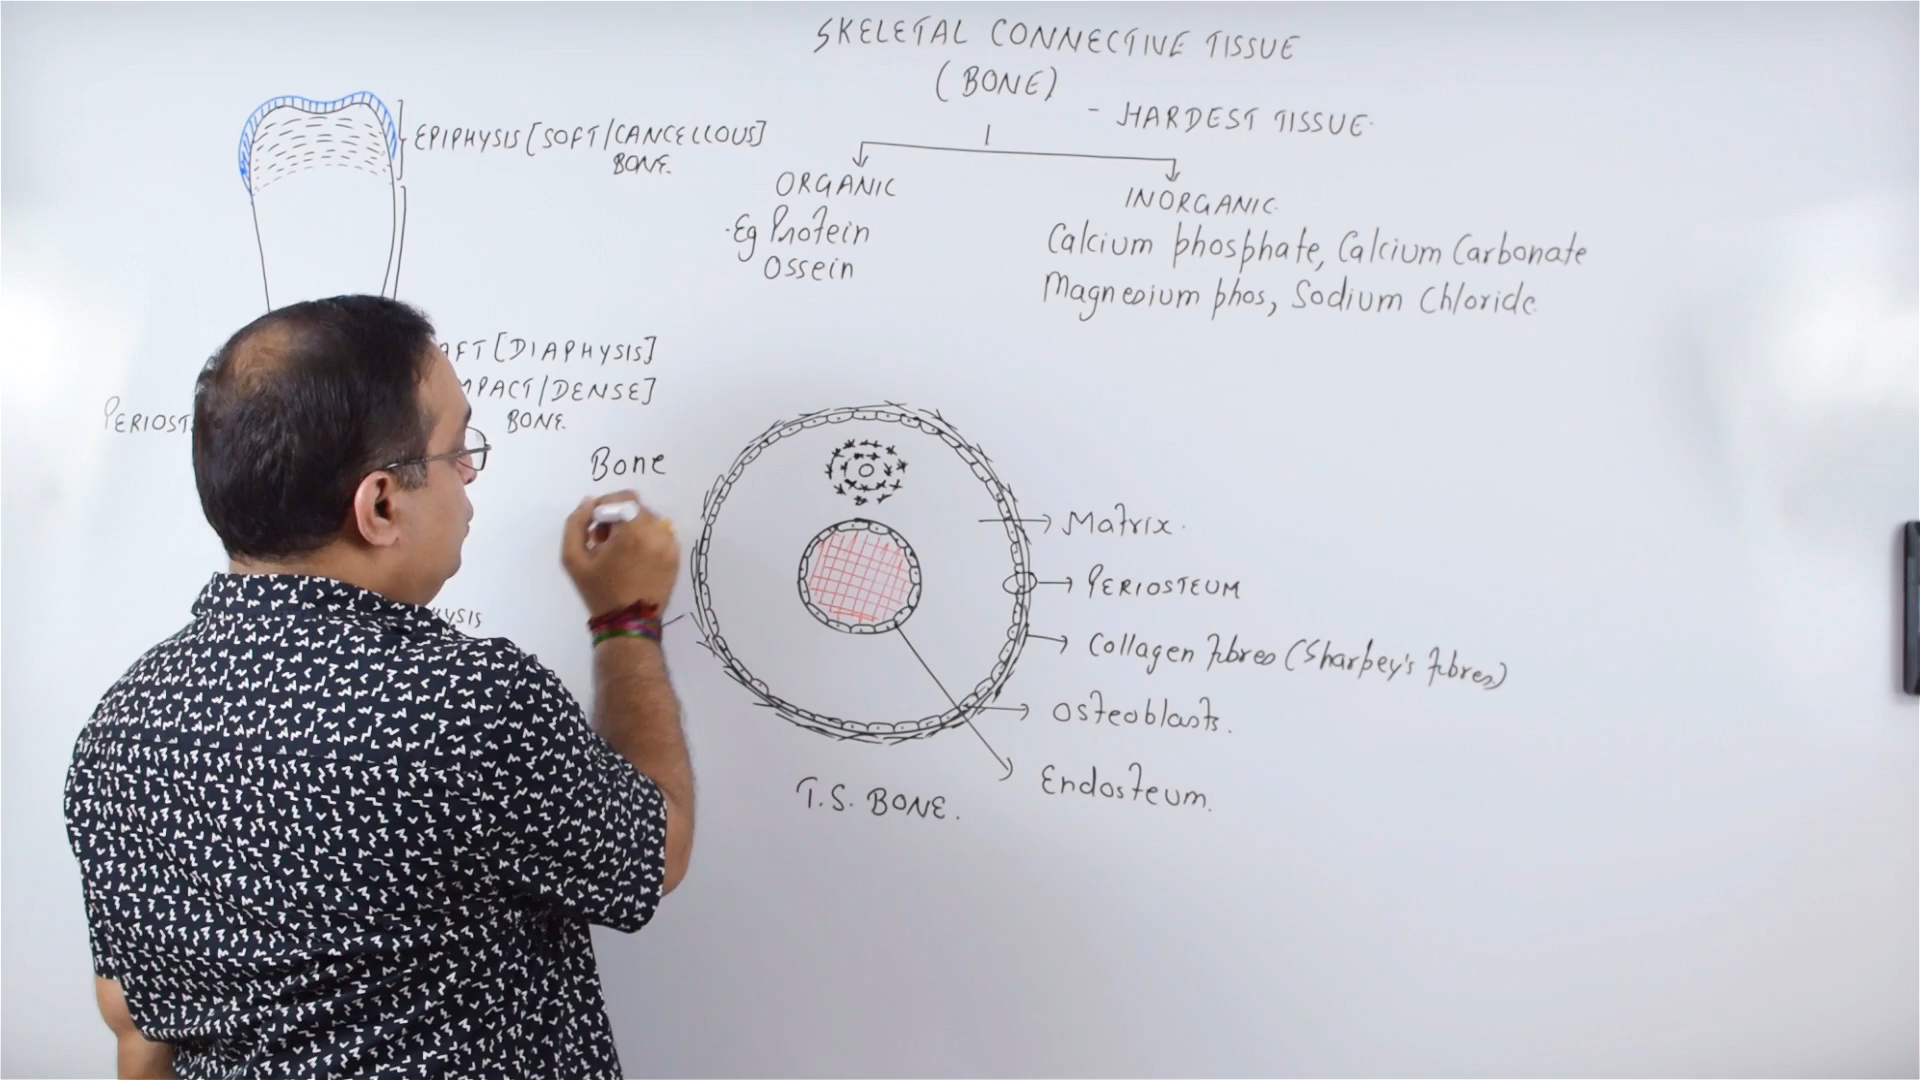 SKELETAL CONNECTIVE TISSUE
(BONE)
- HARDEST TISSUE
EPIPHYSIS [SOFT/CANCELLOUS]
BONE.
ORGANIC
Eg Protein
Ossein
INORGANIC
Calcium phosphate, Calcium Carbonate
Magnesium phos, Sodium Chloride
AFT [DIAPHYSIS]
MPACT/DENSE]
BONE.
PERIOST
Bone
Matrix.
PERIOSTEUM
Collagen fibres (Sharpey's fibres)
Osteoblasts.
Endosteum.
T.S. BONE.
YSIS